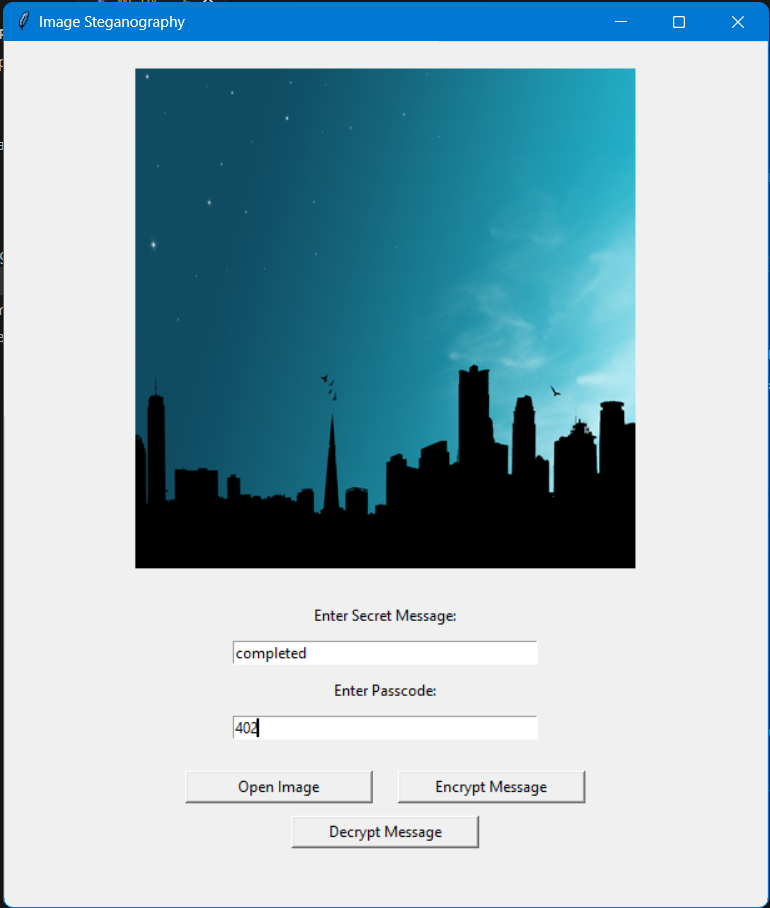 Image Steganography
Enter Secret Message:
completed
Enter Passcode:
402
Open Image
Encrypt Message
Decrypt Message